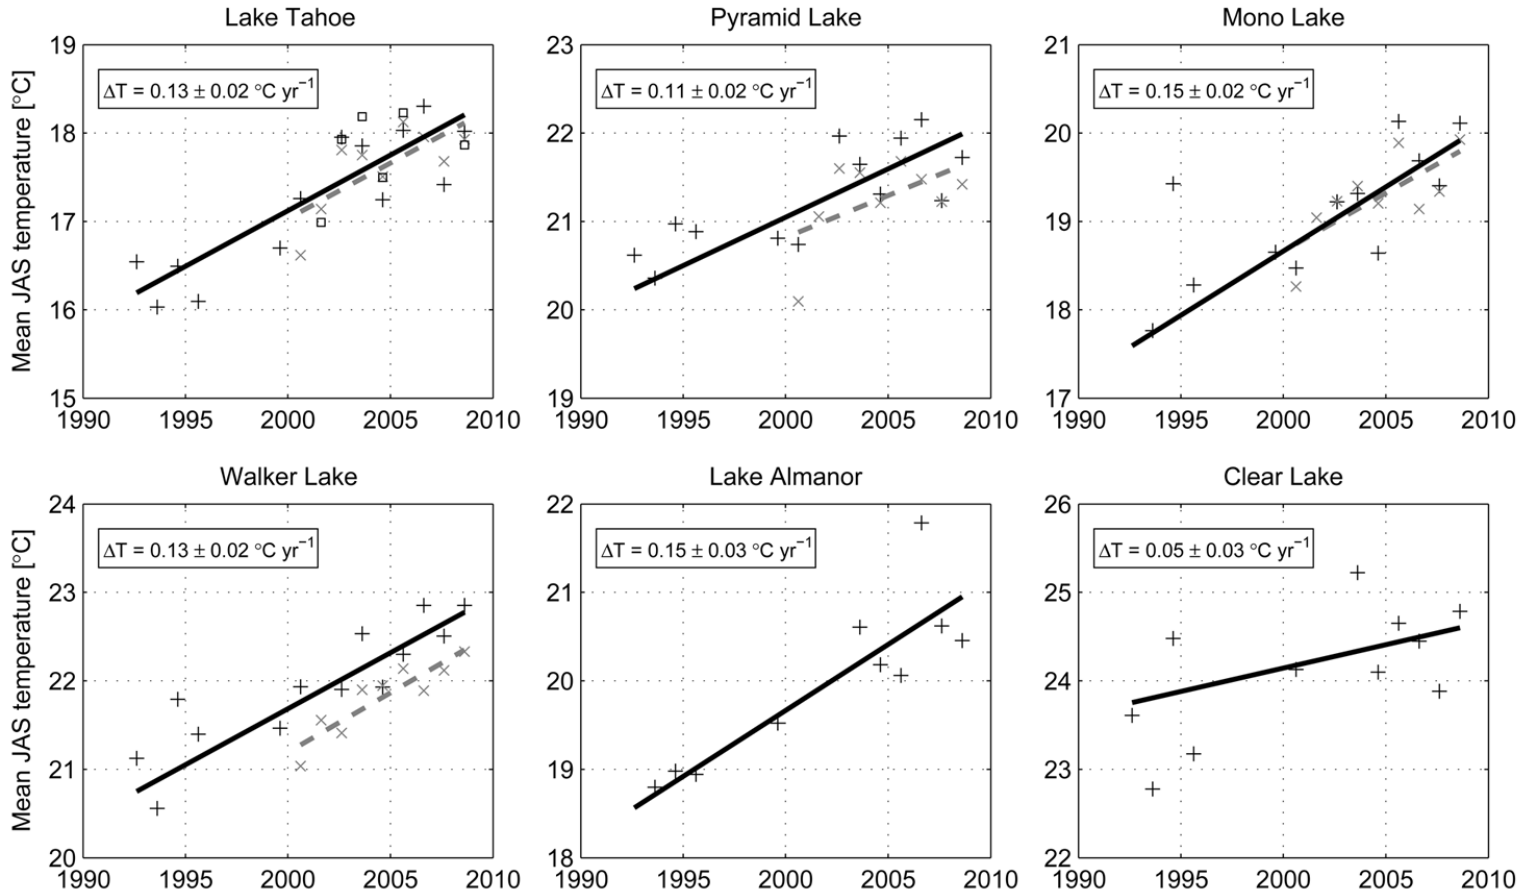 Lake Tahoe
Pyramid Lake
Mono Lake
Mean JAS temperature [°C]
19
18
17
16
15
ΔT = 0.13 ± 0.02 °C yr⁻¹
1990 1995 2000 2005 2010
23
22
21
20
19
ΔT = 0.11 ± 0.02 °C yr⁻¹
1990 1995 2000 2005 2010
21
20
19
18
17
ΔT = 0.15 ± 0.02 °C yr⁻¹
1990 1995 2000 2005 2010
Walker Lake
Lake Almanor
Clear Lake
Mean JAS temperature [°C]
24
23
22
21
20
ΔT = 0.13 ± 0.02 °C yr⁻¹
1990 1995 2000 2005 2010
22
21
20
19
18
ΔT = 0.15 ± 0.03 °C yr⁻¹
1990 1995 2000 2005 2010
26
25
24
23
22
ΔT = 0.05 ± 0.03 °C yr⁻¹
1990 1995 2000 2005 2010